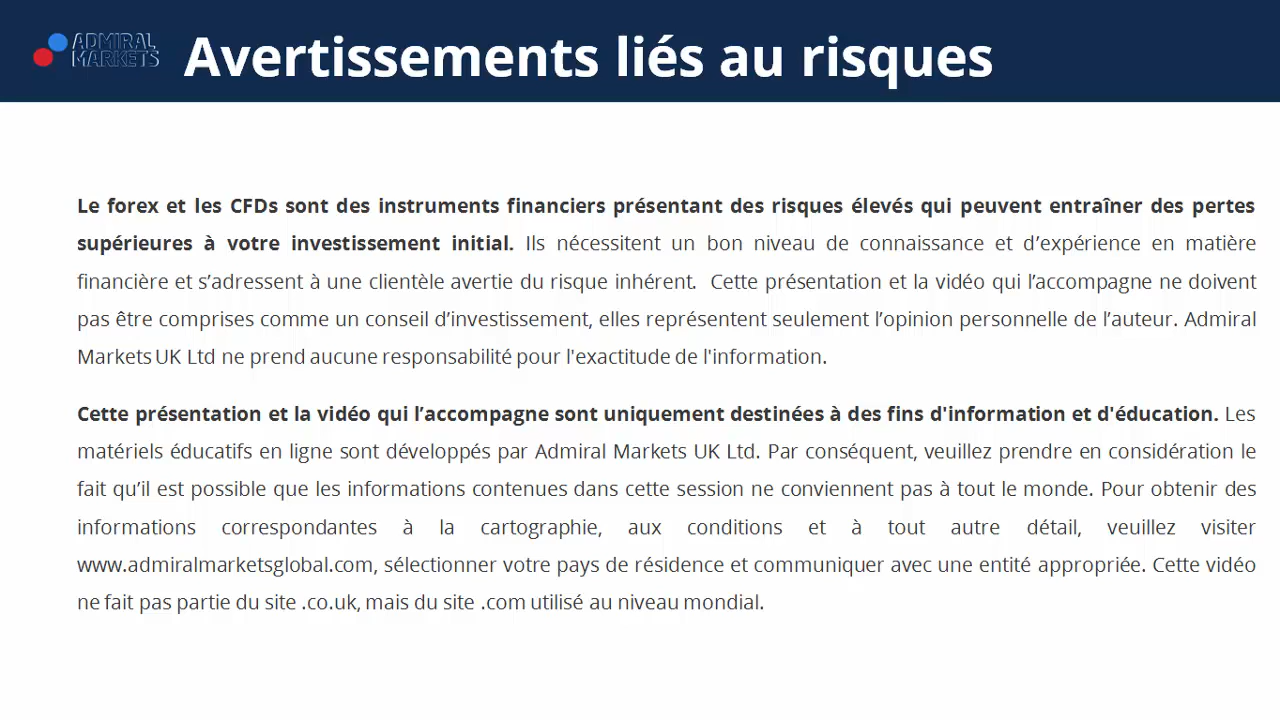 ADMIRAL
MARKETS
Avertissements liés au risques
Le forex et les CFDs sont des instruments financiers présentant des risques élevés qui peuvent entraîner des pertes
supérieures à votre investissement initial. Ils nécessitent un bon niveau de connaissance et d’expérience en matière
financière et s’adressent à une clientèle avertie du risque inhérent. Cette présentation et la vidéo qui l’accompagne ne doivent
pas être comprises comme un conseil d’investissement, elles représentent seulement l’opinion personnelle de l’auteur. Admiral
Markets UK Ltd ne prend aucune responsabilité pour l'exactitude de l'information.
Cette présentation et la vidéo qui l’accompagne sont uniquement destinées à des fins d'information et d'éducation. Les
matériels éducatifs en ligne sont développés par Admiral Markets UK Ltd. Par conséquent, veuillez prendre en considération le
fait qu’il est possible que les informations contenues dans cette session ne conviennent pas à tout le monde. Pour obtenir des
informations correspondantes à la cartographie, aux conditions et à tout autre détail, veuillez visiter
www.admiralmarketsglobal.com, sélectionner votre pays de résidence et communiquer avec une entité appropriée. Cette vidéo
ne fait pas partie du site .co.uk, mais du site .com utilisé au niveau mondial.